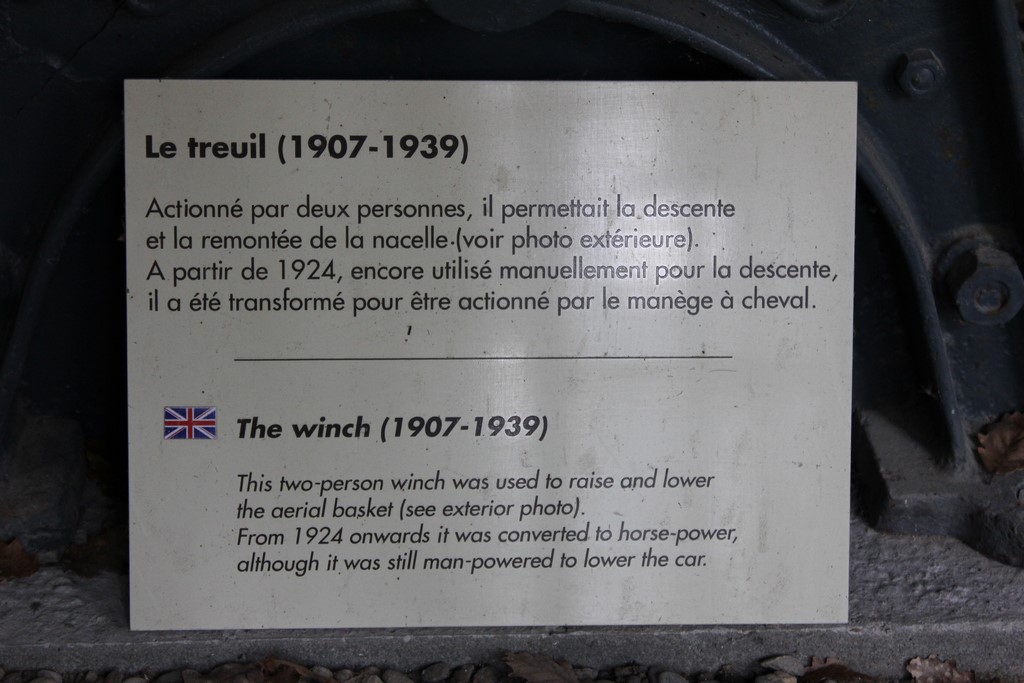 Le treuil (1907-1939)
Actionné par deux personnes, il permettait la descente
et la remontée de la nacelle (voir photo extérieure).
A partir de 1924, encore utilisé manuellement pour la descente,
il a été transformé pour être actionné par le manège à cheval.
The winch (1907-1939)
This two-person winch was used to raise and lower
the aerial basket (see exterior photo).
From 1924 onwards it was converted to horse-power,
although it was still man-powered to lower the car.